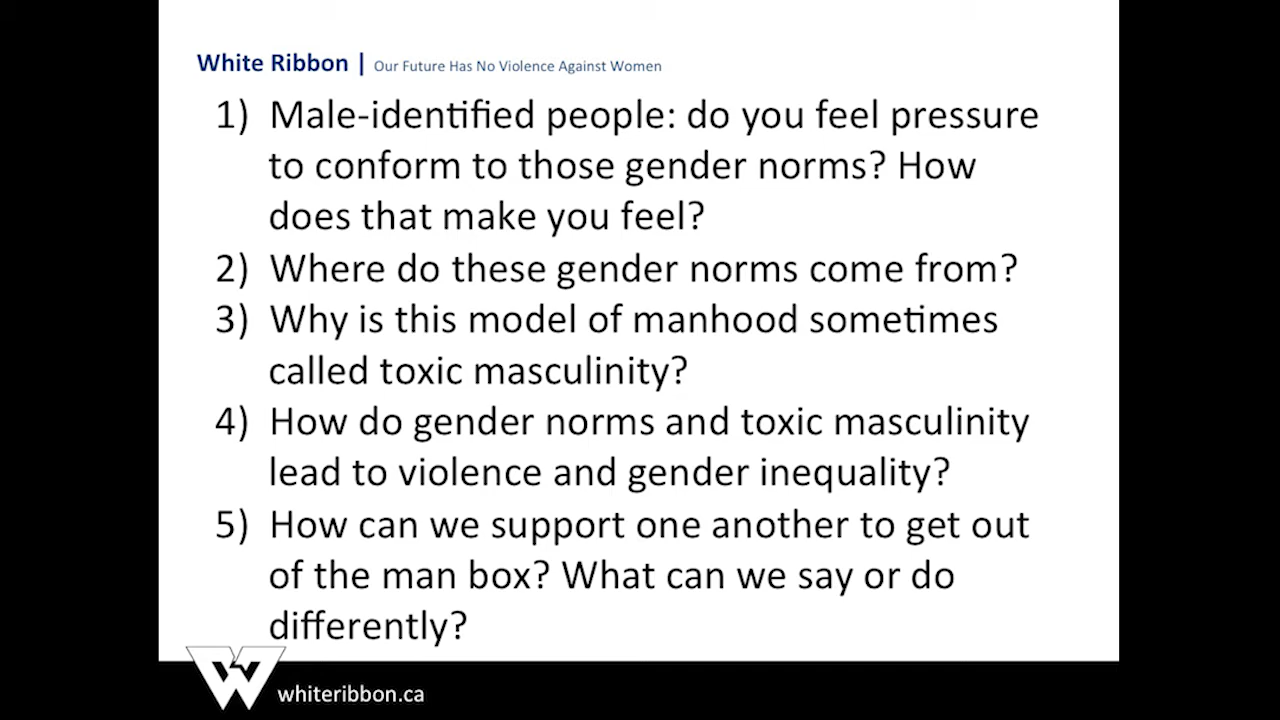 White Ribbon | Our Future Has No Violence Against Women
1) Male-identified people: do you feel pressure
to conform to those gender norms? How
does that make you feel?
2) Where do these gender norms come from?
3) Why is this model of manhood sometimes
called toxic masculinity?
4) How do gender norms and toxic masculinity
lead to violence and gender inequality?
5) How can we support one another to get out
of the man box? What can we say or do
differently?
W whiteribbon.ca